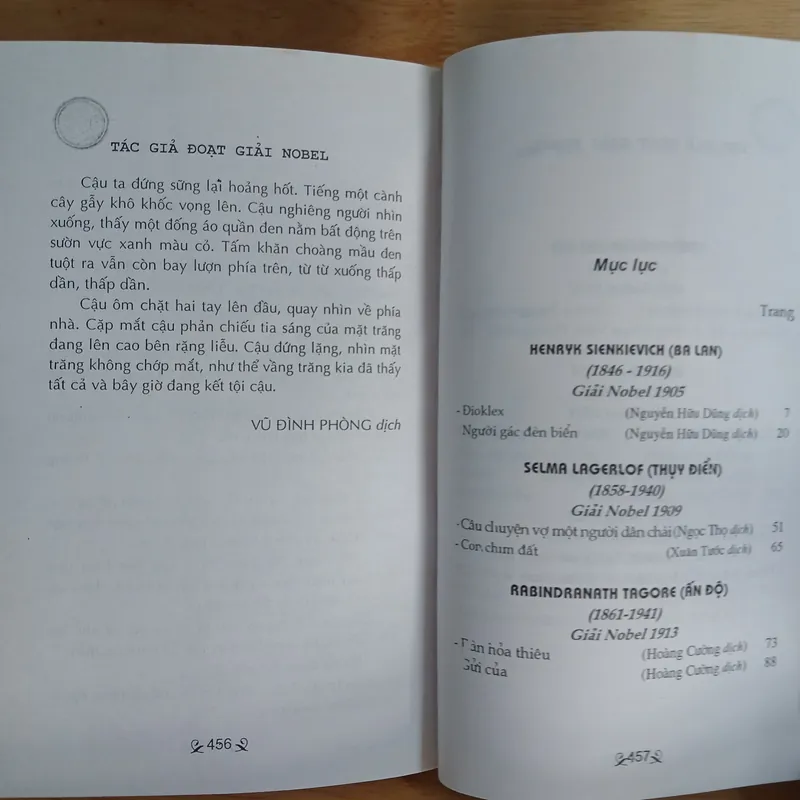 TÁC GIẢ ĐOẠT GIẢI NOBEL
Cậu ta đứng sững lại hoảng hốt. Tiếng một cành
cây gẫy khô khốc vọng lên. Cậu nghiêng người nhìn
xuống, thấy một đống áo quần đen nằm bất động trên
sườn vực xanh màu cỏ. Tấm khăn choàng mầu đen
tuột ra vẫn còn bay lượn phía trên, từ từ xuống thấp
dần, thấp dần.
Cậu ôm chặt hai tay lên đầu, quay nhìn về phía
nhà. Cặp mắt cậu phản chiếu tia sáng của mặt trăng
đang lên cao bên rặng liễu. Cậu đứng lặng, nhìn mặt
trăng không chớp mắt, như thể vầng trăng kia đã thấy
tất cả và bây giờ đang kết tội cậu.
VŨ ĐÌNH PHÒNG dịch
456
Mục lục
Trang
HENRYK SIENKIEVICH (BA LAN)
(1846 - 1916)
Giải Nobel 1905
- Đioklex (Nguyễn Hữu Dũng dịch) 7
Người gác đèn biển (Nguyễn Hữu Dũng dịch) 20
SELMA LAGERLOF (THỤY ĐIỂN)
(1858-1940)
Giải Nobel 1909
- Câu chuyện vợ một người dân chài (Ngọc Thọ dịch) 51
- Con chim đất (Xuân Tước dịch) 65
RABINDRANATH TAGORE (ẤN ĐỘ)
(1861-1941)
Giải Nobel 1913
- hỏa thiêu (Hoàng Cường dịch) 73
của (Hoàng Cường dịch) 88
457